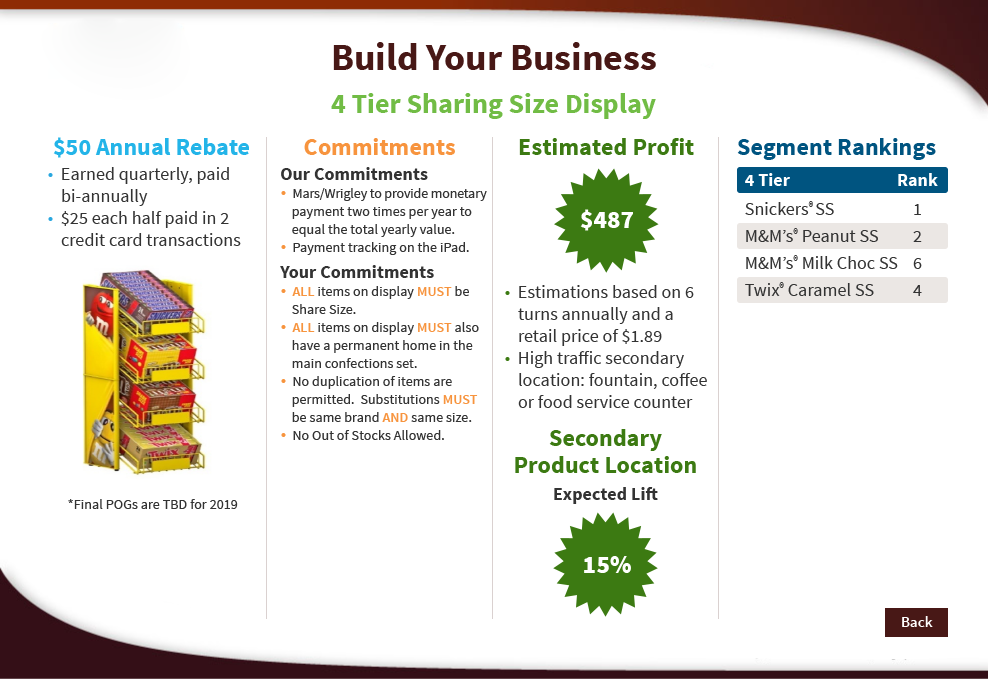 Build Your Business
4 Tier Sharing Size Display
$50 Annual Rebate
• Earned quarterly, paid
bi-annually
• $25 each half paid in 2
credit card transactions
*Final POGs are TBD for 2019
Commitments
Our Commitments
• Mars/Wrigley to provide monetary
payment two times per year to
equal the total yearly value.
• Payment tracking on the iPad.
Your Commitments
• ALL items on display MUST be
Share Size.
• ALL items on display MUST also
have a permanent home in the
main confections set.
• No duplication of items are
permitted. Substitutions MUST
be same brand AND same size.
• No Out of Stocks Allowed.
Estimated Profit
$487
• Estimations based on 6
turns annually and a
retail price of $1.89
• High traffic secondary
location: fountain, coffee
or food service counter
Secondary
Product Location
Expected Lift
15%
Segment Rankings
4 Tier Rank
Snickers® SS 1
M&M's® Peanut SS 2
M&M's® Milk Choc SS 6
Twix® Caramel SS 4
Back